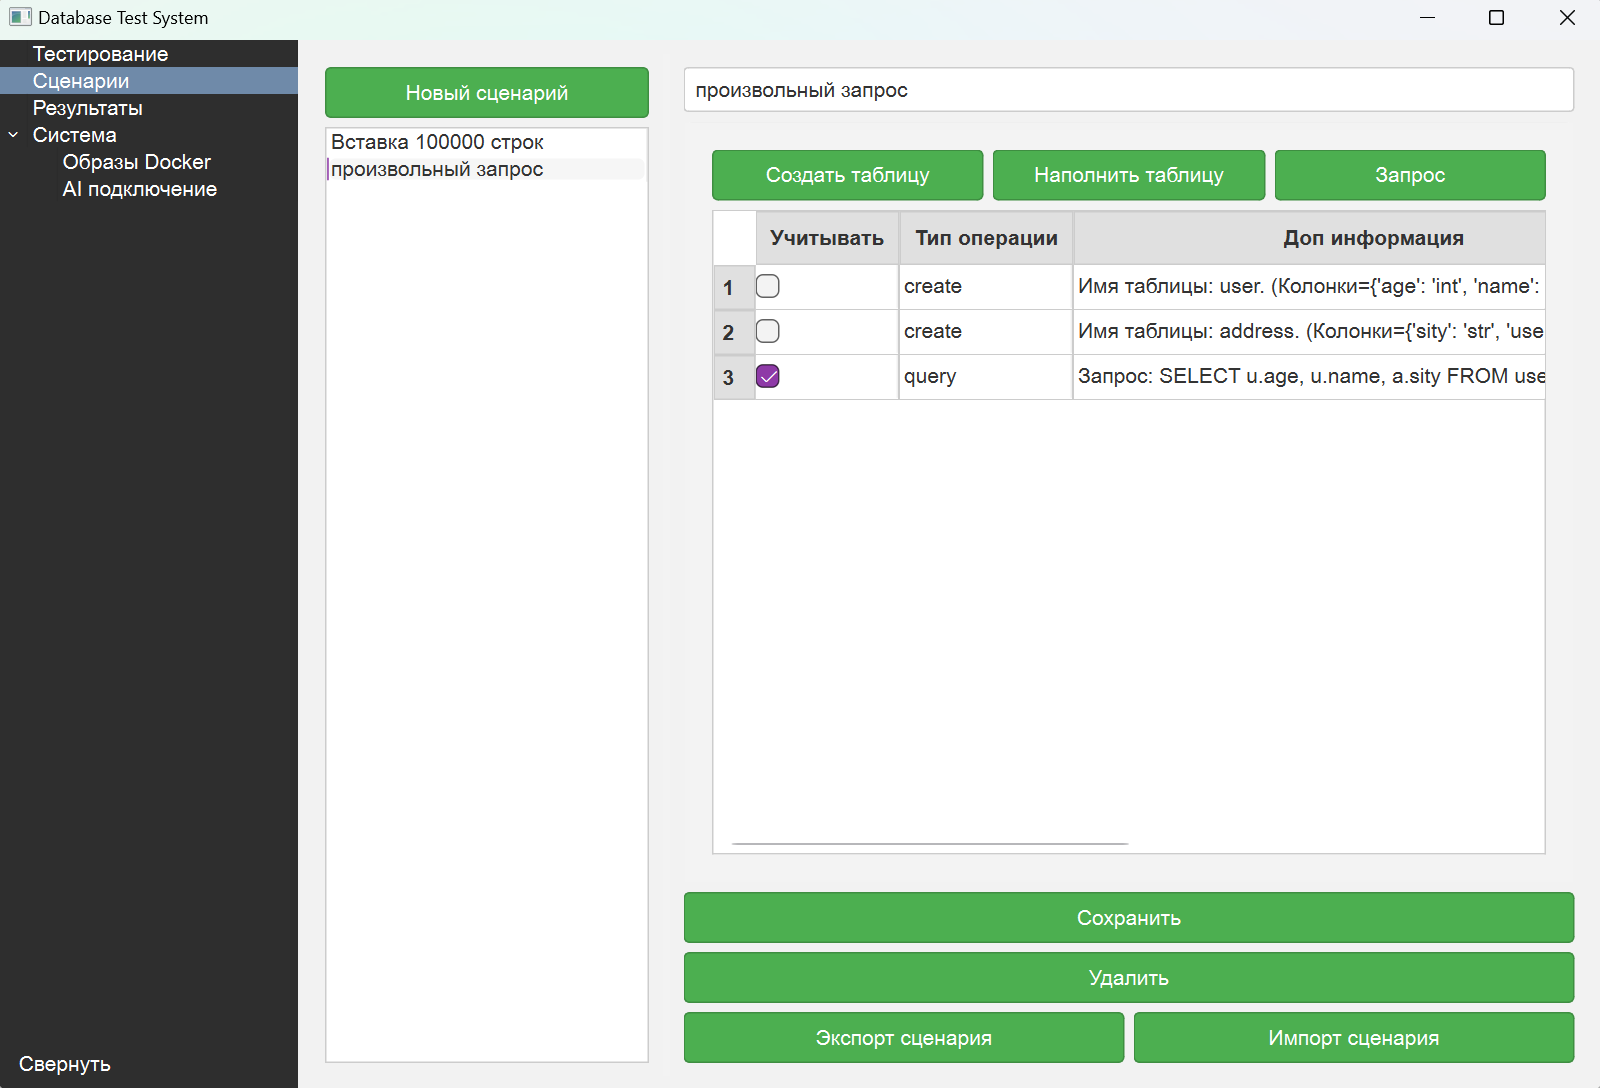 Database Test System
Тестирование
Сценарии
Результаты
Система
Образы Docker
AI подключение
Свернуть
Новый сценарий
Вставка 100000 строк
произвольный запрос
произвольный запрос
Создать таблицу Наполнить таблицу Запрос
Учитывать Тип операции Доп информация
1 create Имя таблицы: user. (Колонки={'age': 'int', 'name':
2 create Имя таблицы: address. (Колонки={'sity': 'str', 'use
3 query Запрос: SELECT u.age, u.name, a.sity FROM use
Сохранить
Удалить
Экспорт сценария Импорт сценария